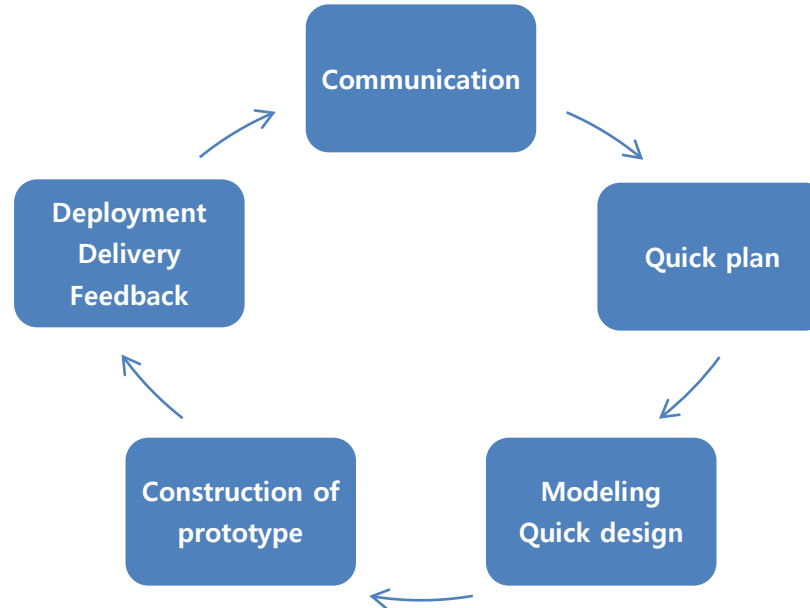 Communication
Quick plan
Modeling
Quick design
Construction of
prototype
Deployment
Delivery
Feedback